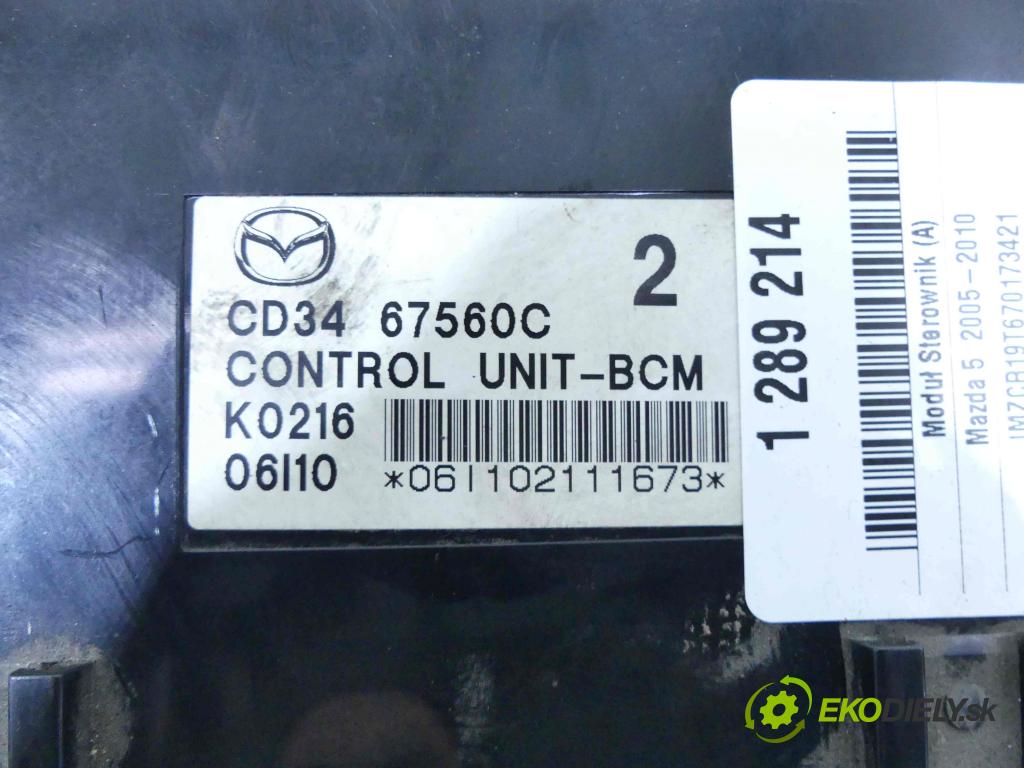 2
CD34 67560C
CONTROL UNIT-BCM
K0216
06I10 *06I102111673*
1 289 214
Moduł Sterownik (A)
Mazda 5 2005-2010
JMZCR19T670173421
EKODIELY.sk